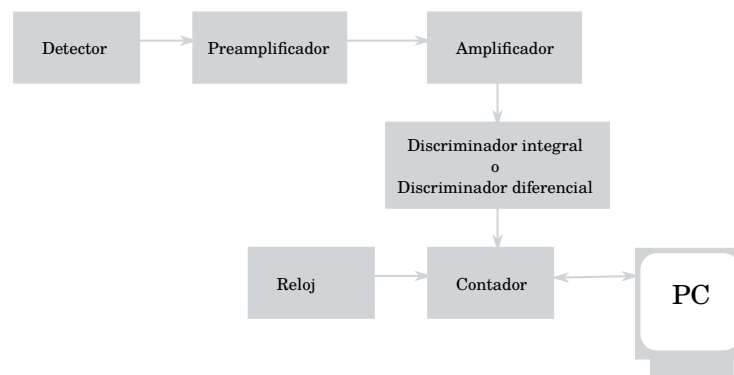 Detector
Preamplificador
Amplificador
Discriminador integral
o
Discriminador diferencial
Reloj
Contador
PC